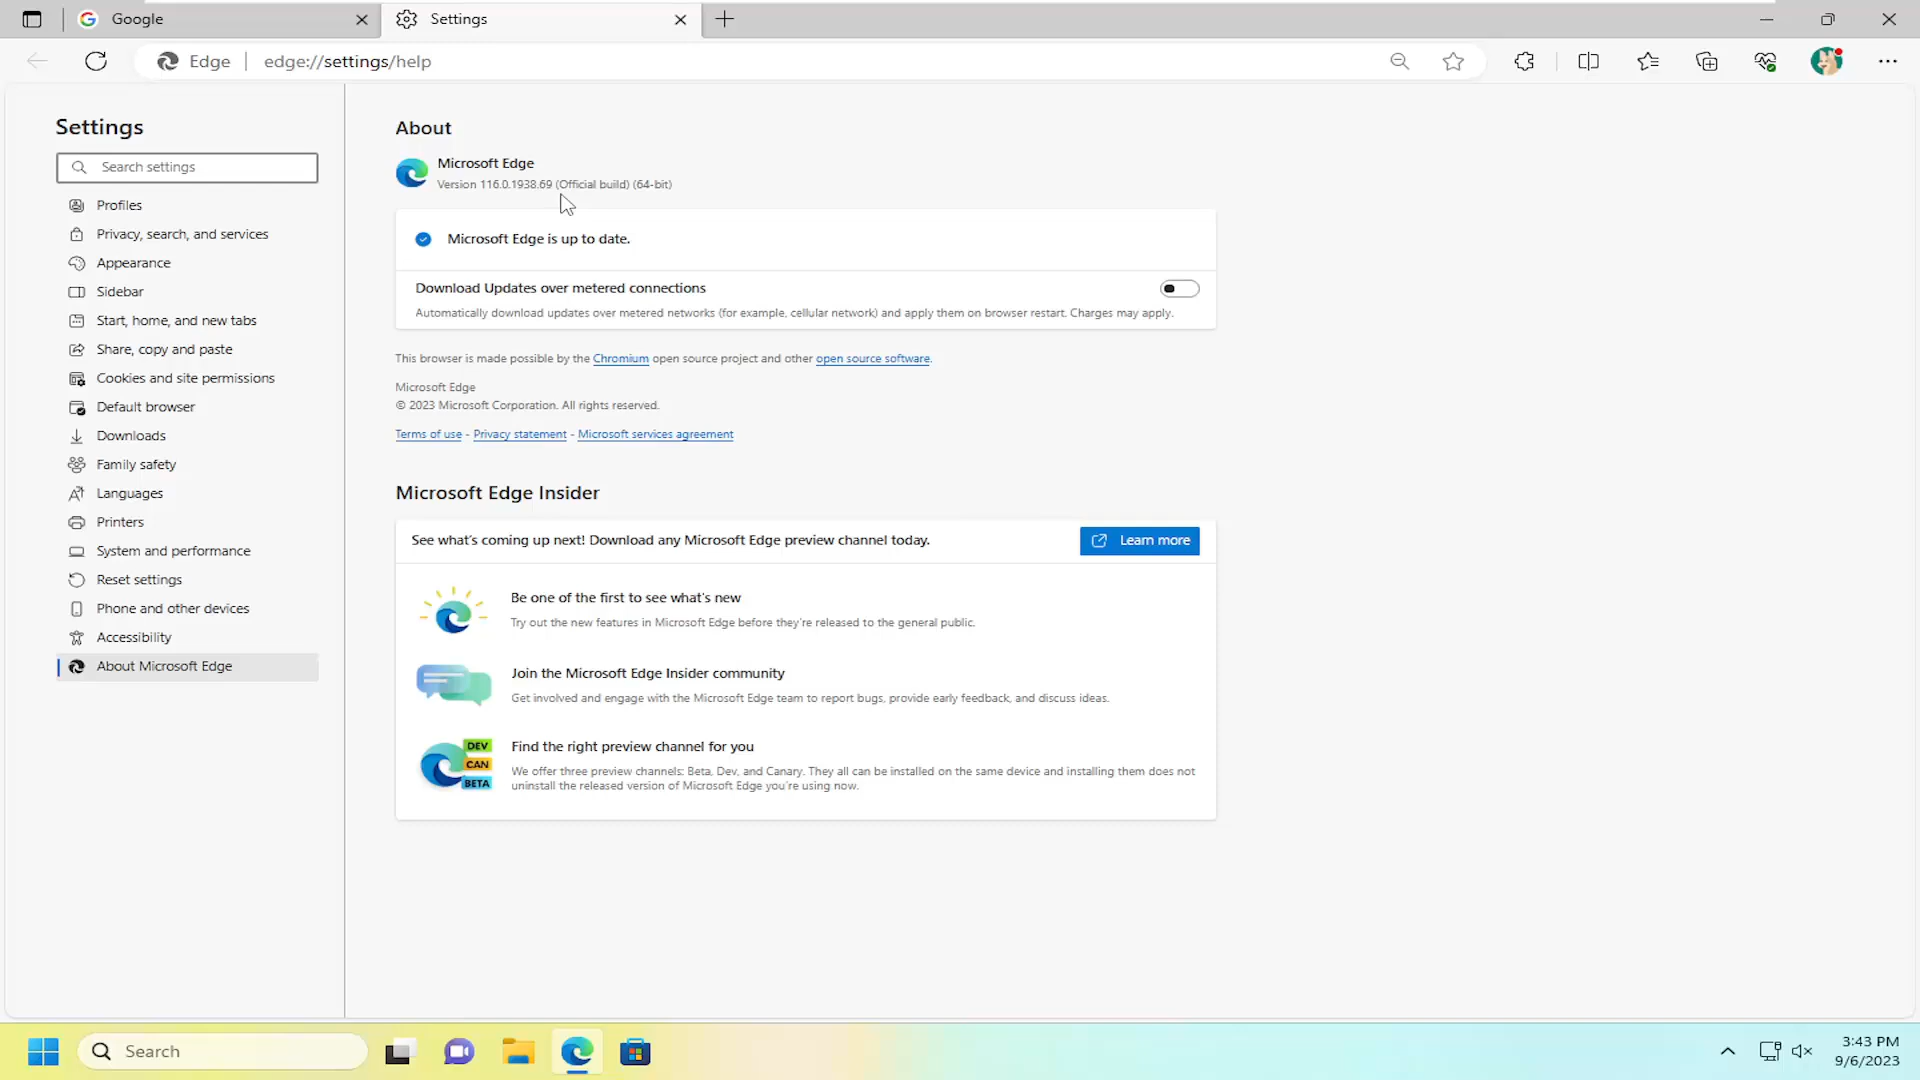 Google
Settings
Edge
edge://settings/help
Settings
Search settings
Profiles
Privacy, search, and services
Appearance
Sidebar
Start, home, and new tabs
Share, copy and paste
Cookies and site permissions
Default browser
Downloads
Family safety
Languages
Printers
System and performance
Reset settings
Phone and other devices
Accessibility
About Microsoft Edge
About
Microsoft Edge
Version 116.0.1938.69 (Official build) (64-bit)
Microsoft Edge is up to date.
Download Updates over metered connections
Automatically download updates over metered networks (for example, cellular network) and apply them on browser restart. Charges may apply.
This browser is made possible by the Chromium open source project and other open source software.
Microsoft Edge
© 2023 Microsoft Corporation. All rights reserved.
Terms of use - Privacy statement - Microsoft services agreement
Microsoft Edge Insider
See what's coming up next! Download any Microsoft Edge preview channel today.
Learn more
Be one of the first to see what's new
Try out the new features in Microsoft Edge before they're released to the general public.
Join the Microsoft Edge Insider community
Get involved and engage with the Microsoft Edge team to report bugs, provide early feedback, and discuss ideas.
DEV
CAN
BETA
Find the right preview channel for you
We offer three preview channels: Beta, Dev, and Canary. They all can be installed on the same device and installing them does not
uninstall the released version of Microsoft Edge you're using now.
Search
3:43 PM
9/6/2023